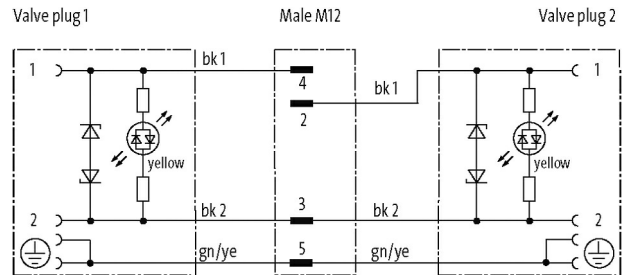 Valve plug 1 Male M12 Valve plug 2
1 bk 1 4 bk 1 1
2
yellow yellow
2 bk 2 3 bk 2 2
gn/ye 5 gn/ye